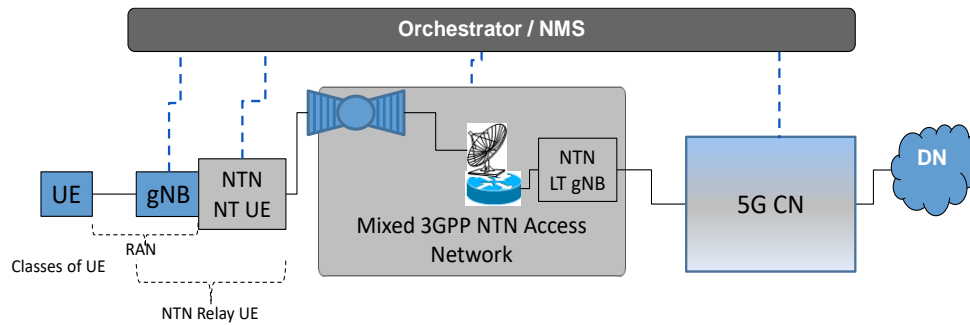 Orchestrator / NMS
UE
gNB
NTN
NT UE
NTN
LT gNB
Mixed 3GPP NTN Access
Network
5G CN
DN
RAN
Classes of UE
NTN Relay UE